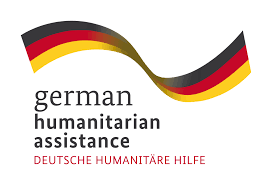 german
humanitarian
assistance
DEUTSCHE HUMANITÄRE HILFE